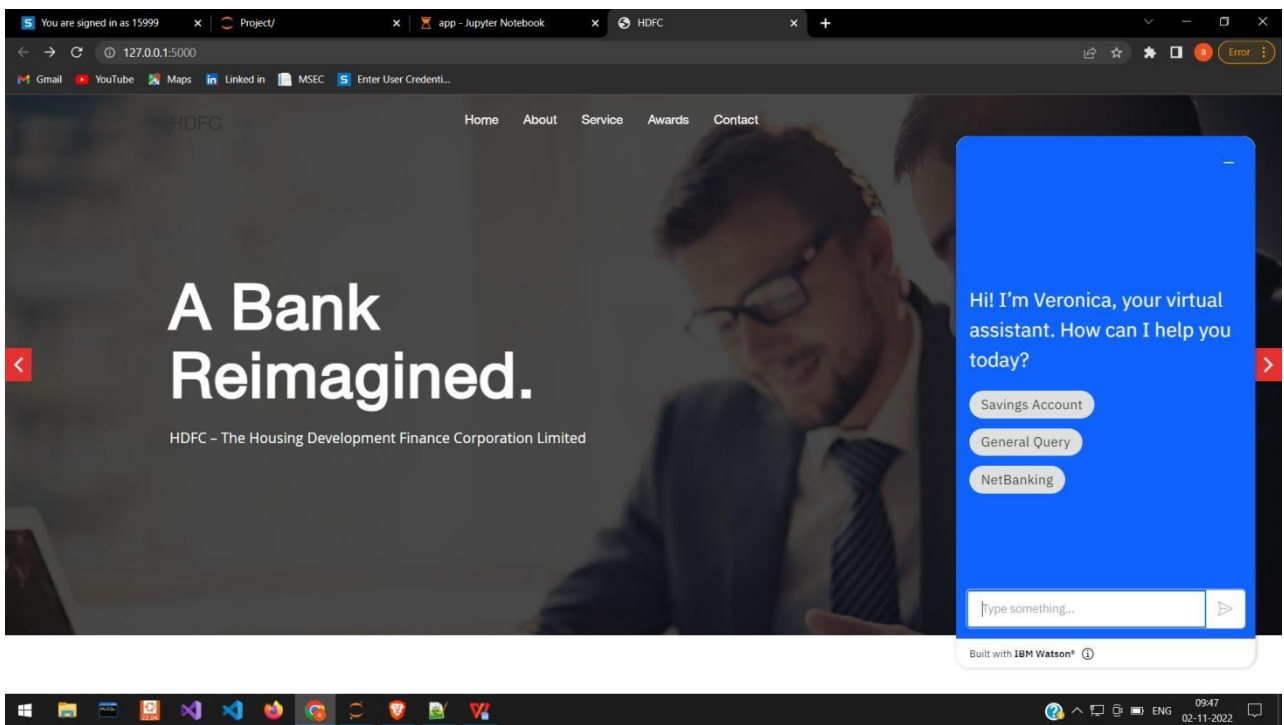 You are signed in as 15999
Project/
app - Jupyter Notebook
HDFC
127.0.0.1:5000
a
Error
Gmail
YouTube
Maps
Linked in
MSEC
Enter User Credenti...
HDFC
Home About Service Awards Contact
A Bank
Reimagined.
HDFC – The Housing Development Finance Corporation Limited
Hi! I'm Veronica, your virtual
assistant. How can I help you
today?
Savings Account
General Query
NetBanking
Type something...
Built with IBM Watson®
ENG
09:47
02-11-2022